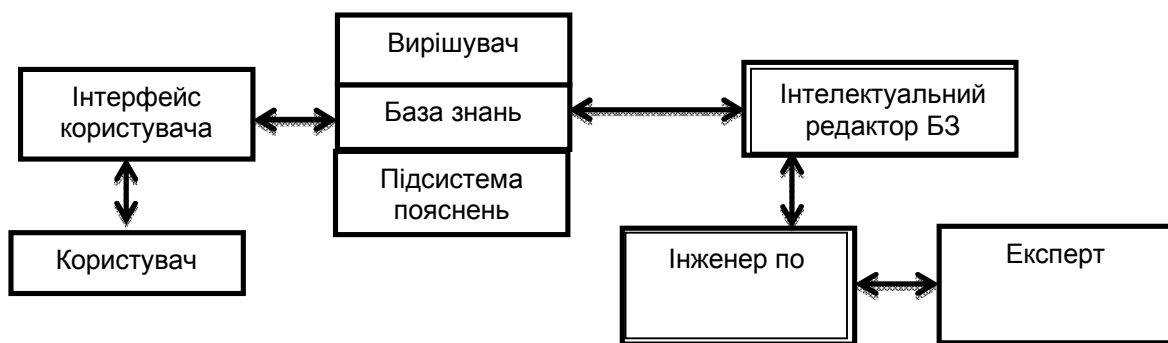 Вирішувач
Інтерфейс
користувача
База знань
Інтелектуальний
редактор БЗ
Підсистема
пояснень
Користувач
Інженер по
Експерт